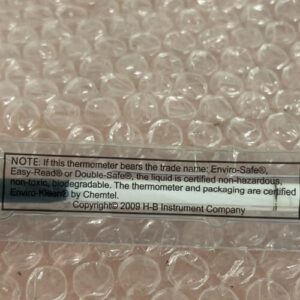 NOTE: If this thermometer bears the trade name: Enviro-Safe®,
Easy-Read® or Double-Safe®, the liquid is certified non-hazardous,
non-toxic, biodegradable. The thermometer and packaging are certified
Enviro-Kleen® by Chemtel.
Copyright© 2009 H-B Instrument Company